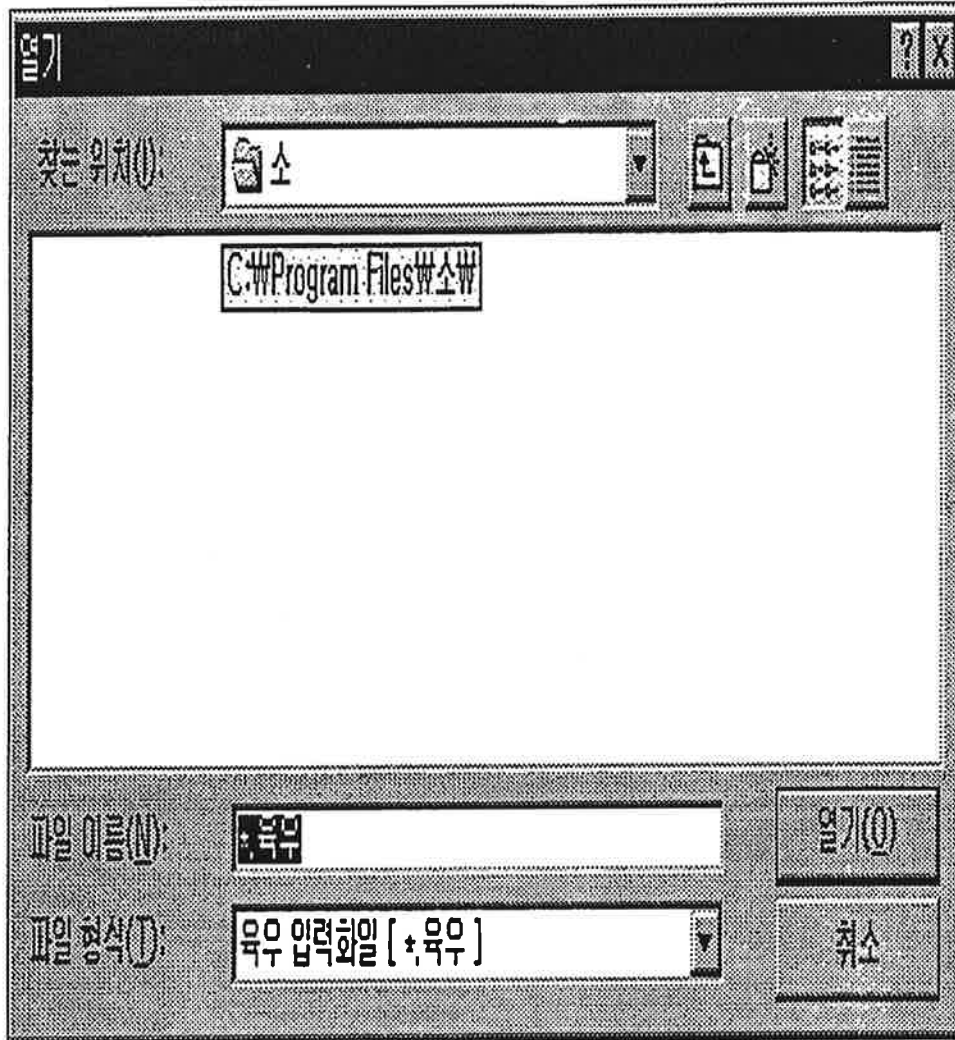 열기
찾는 위치(I):
소
C:₩Program Files₩소₩
파일 이름(N):
*.육우
열기(O)
파일 형식(T):
육우 입력화일 [ *.육우 ]
취소